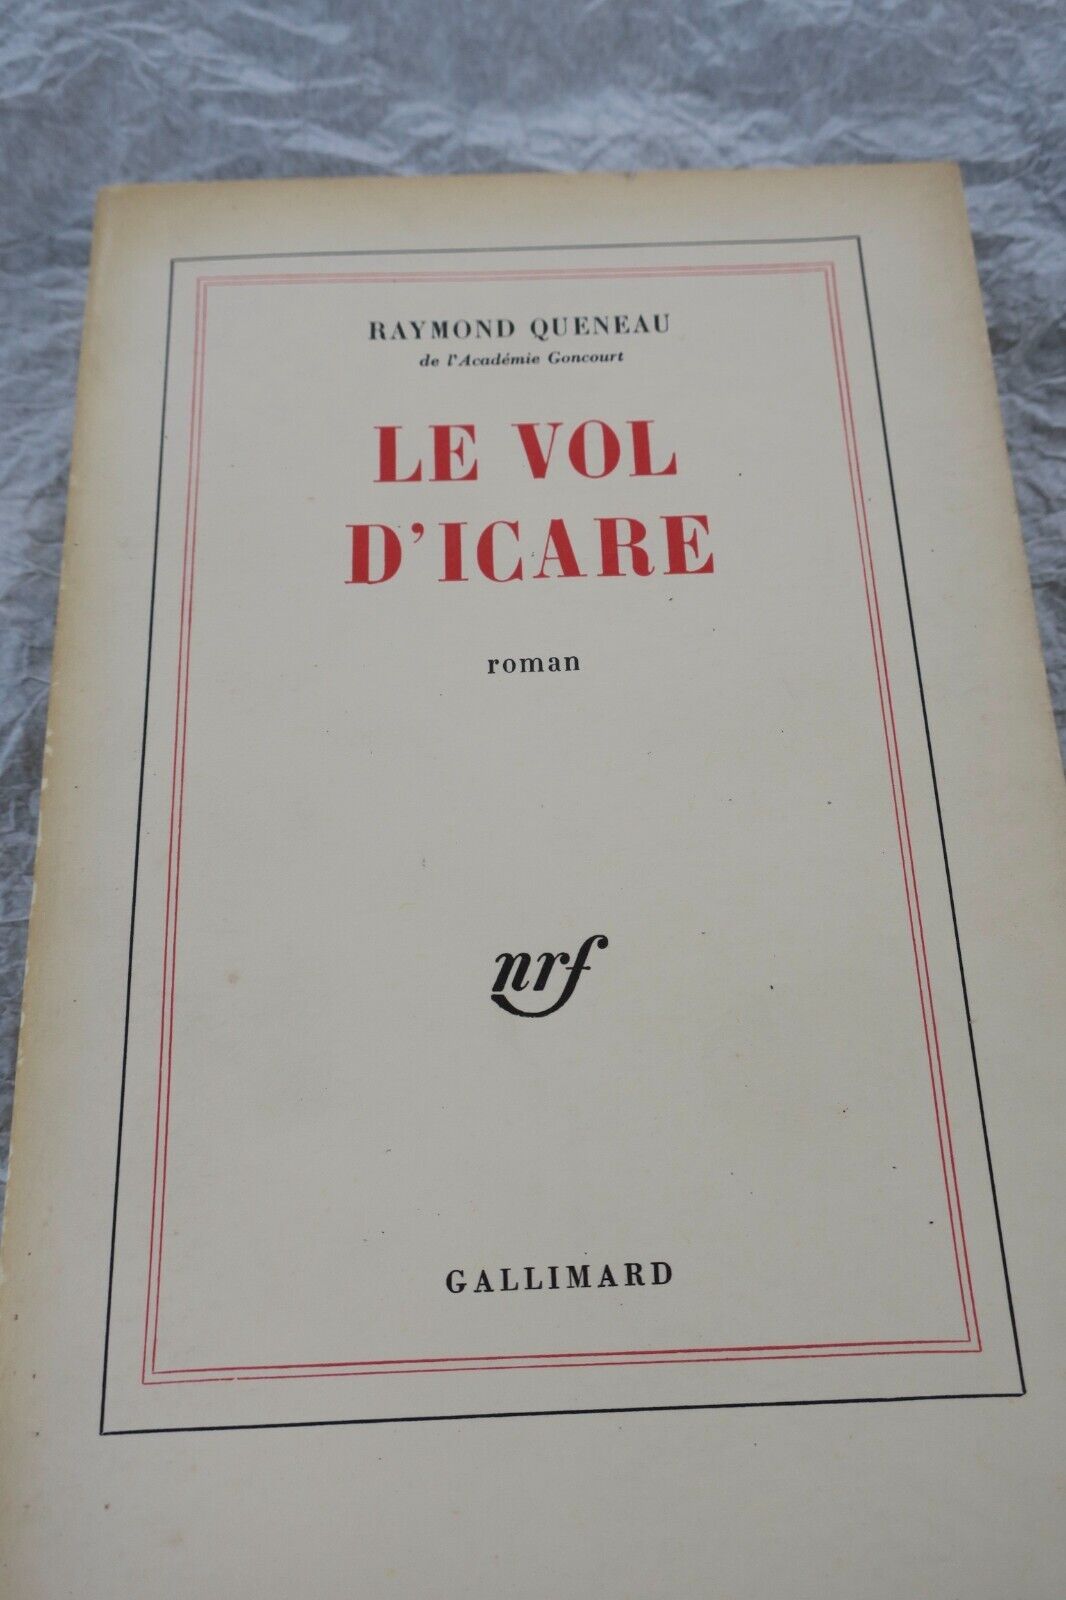 RAYMOND QUENEAU
de l'Académie Goncourt
LE VOL
D'ICARE
roman
nrf
GALLIMARD